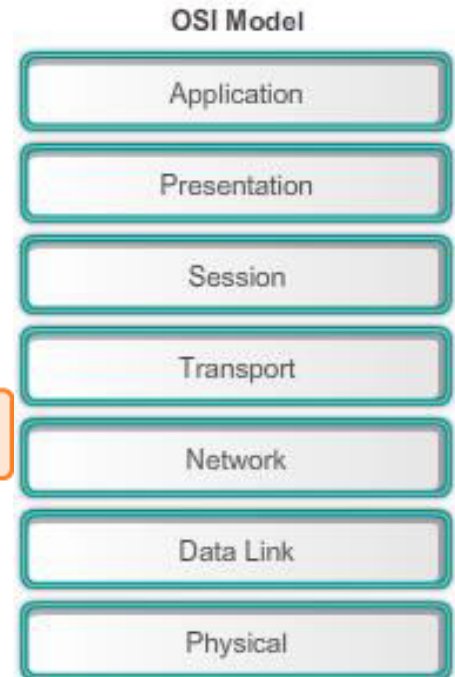 OSI Model
Application
Presentation
Session
Transport
Network
Data Link
Physical